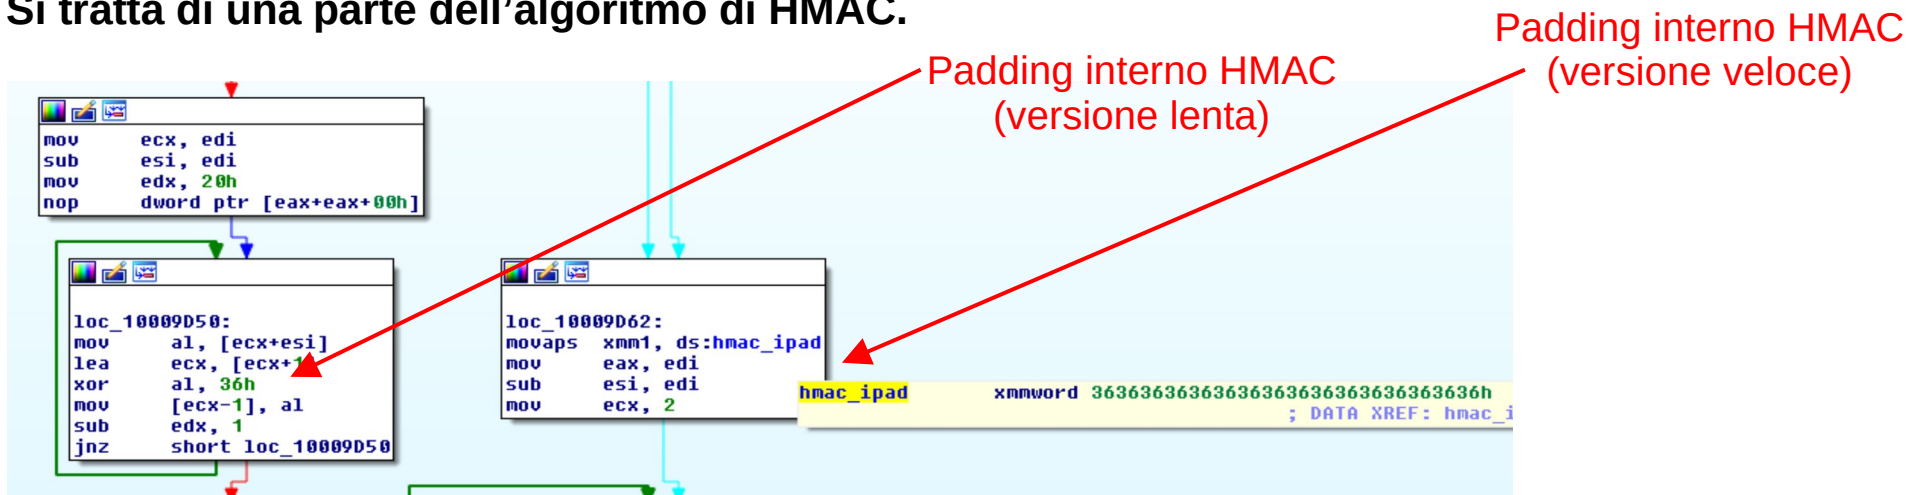 Si tratta di una parte dell'algoritmo di HMAC.
Padding interno HMAC
(versione veloce)
Padding interno HMAC
(versione lenta)
mov ecx, edi
sub esi, edi
mov edx, 20h
nop dword ptr [eax+eax+00h]
loc_10009D50:
mov al, [ecx+esi]
lea ecx, [ecx+1
xor al, 36h
mov [ecx-1], al
sub edx, 1
jnz short loc_10009D50
loc_10009D62:
movaps xmm1, ds:hmac_ipad
mov eax, edi
sub esi, edi
mov ecx, 2
hmac_ipad xmmword 36363636363636363636363636363636h
; DATA XREF: hmac_i